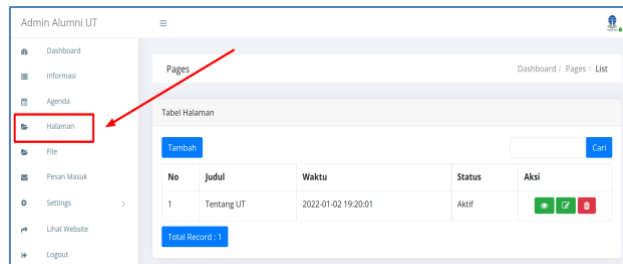 Admin Alumni UT
Dashboard
Informasi
Agenda
Halaman
File
Pesan Masuk
Settings
Lihat Website
Logout
Pages
Dashboard / Pages / List
Tabel Halaman
Tambah
Cari
No Judul Waktu Status Aksi
1 Tentang UT 2022-01-02 19:20:01 Aktif
Total Record : 1